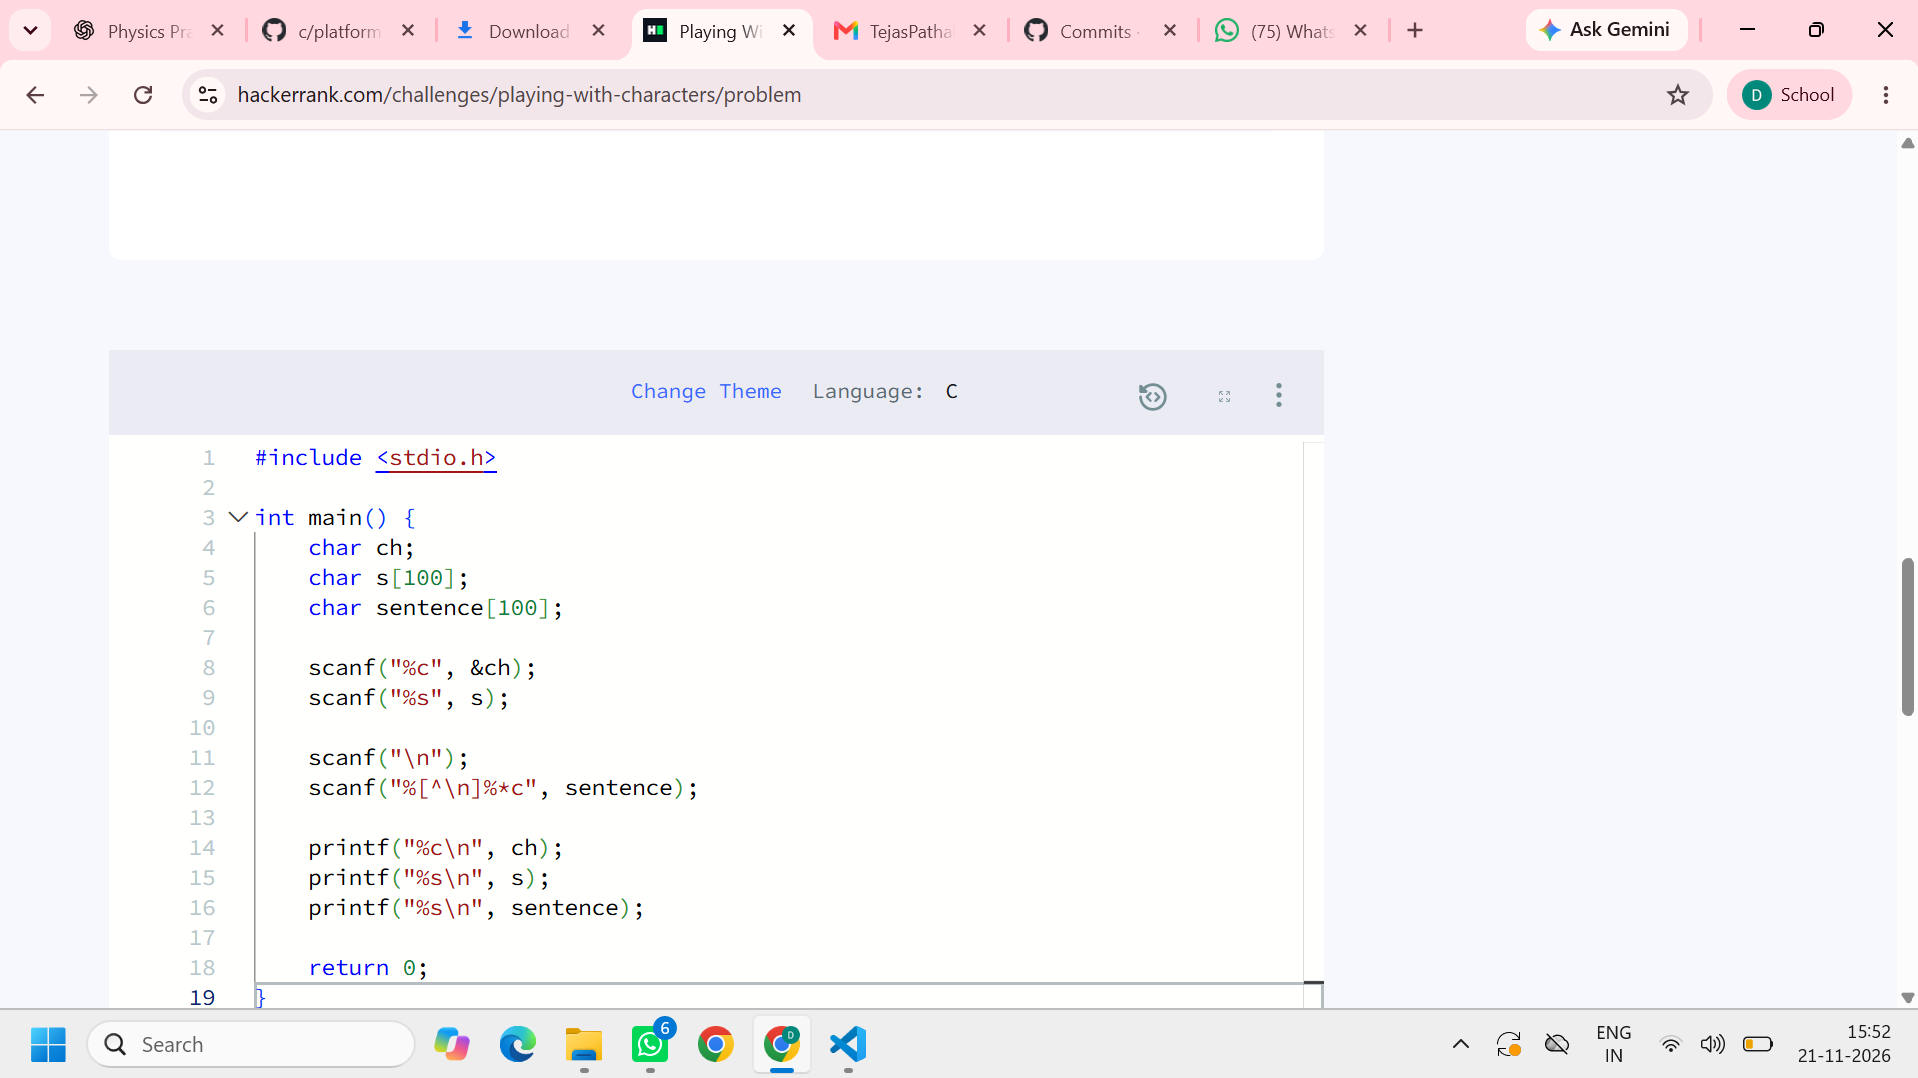 Physics Pra
c/platform
Download
Playing Wi
TejasPathal
Commits ·
(75) Whats
Ask Gemini
hackerrank.com/challenges/playing-with-characters/problem
D
School
Change Theme Language: C
1 #include <stdio.h>
2
3 int main() {
4 char ch;
5 char s[100];
6 char sentence[100];
7
8 scanf("%c", &ch);
9 scanf("%s", s);
10
11 scanf("\n");
12 scanf("%[^\n]%*c", sentence);
13
14 printf("%c\n", ch);
15 printf("%s\n", s);
16 printf("%s\n", sentence);
17
18 return 0;
19 }
Search
6
D
ENG
IN
15:52
21-11-2026